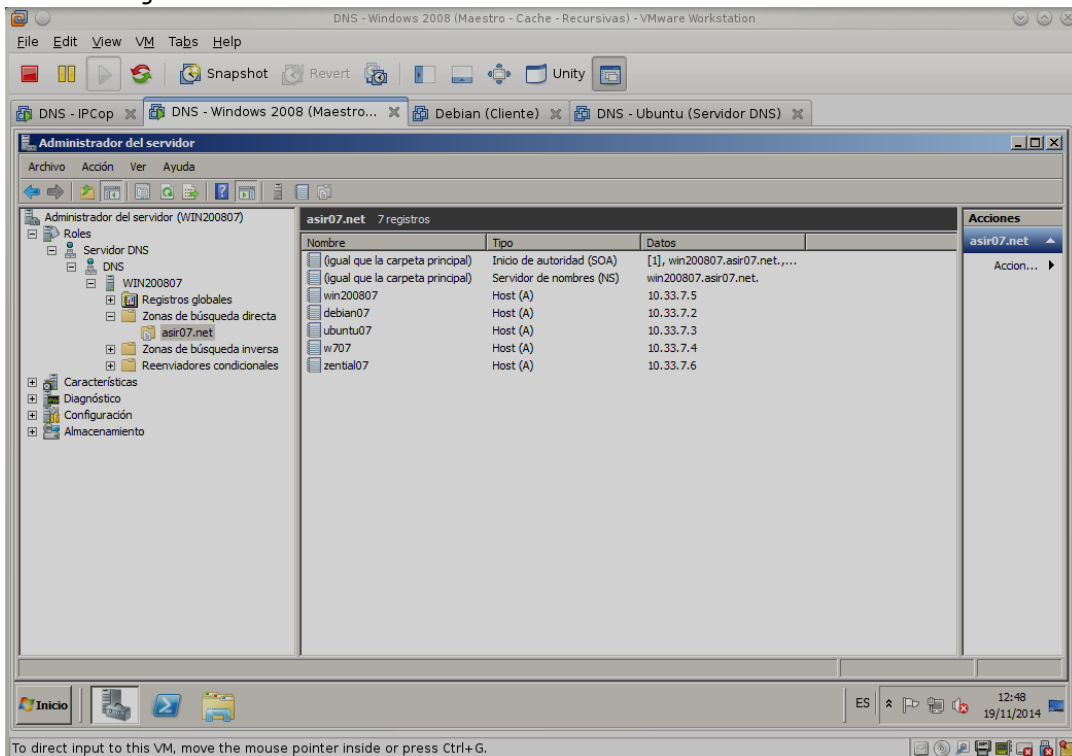 DNS - Windows 2008 (Maestro - Cache - Recursivas) - VMware Workstation
File Edit View VM Tabs Help
Snapshot Revert Unity
DNS - IPCop DNS - Windows 2008 (Maestro... Debian (Cliente) DNS - Ubuntu (Servidor DNS)
Administrador del servidor
Archivo Acción Ver Ayuda
Administrador del servidor (WIN200807)
Roles
Servidor DNS
DNS
WIN200807
Registros globales
Zonas de búsqueda directa
asir07.net
Zonas de búsqueda inversa
Reenviadores condicionales
Características
Diagnóstico
Configuración
Almacenamiento
asir07.net 7 registros
Nombre Tipo Datos
(igual que la carpeta principal) Inicio de autoridad (SOA) [1], win200807.asir07.net.,...
(igual que la carpeta principal) Servidor de nombres (NS) win200807.asir07.net.
win200807 Host (A) 10.33.7.5
debian07 Host (A) 10.33.7.2
ubuntu07 Host (A) 10.33.7.3
w707 Host (A) 10.33.7.4
zential07 Host (A) 10.33.7.6
Acciones
asir07.net
Accion...
Inicio
ES
12:48
19/11/2014
To direct input to this VM, move the mouse pointer inside or press Ctrl+G.